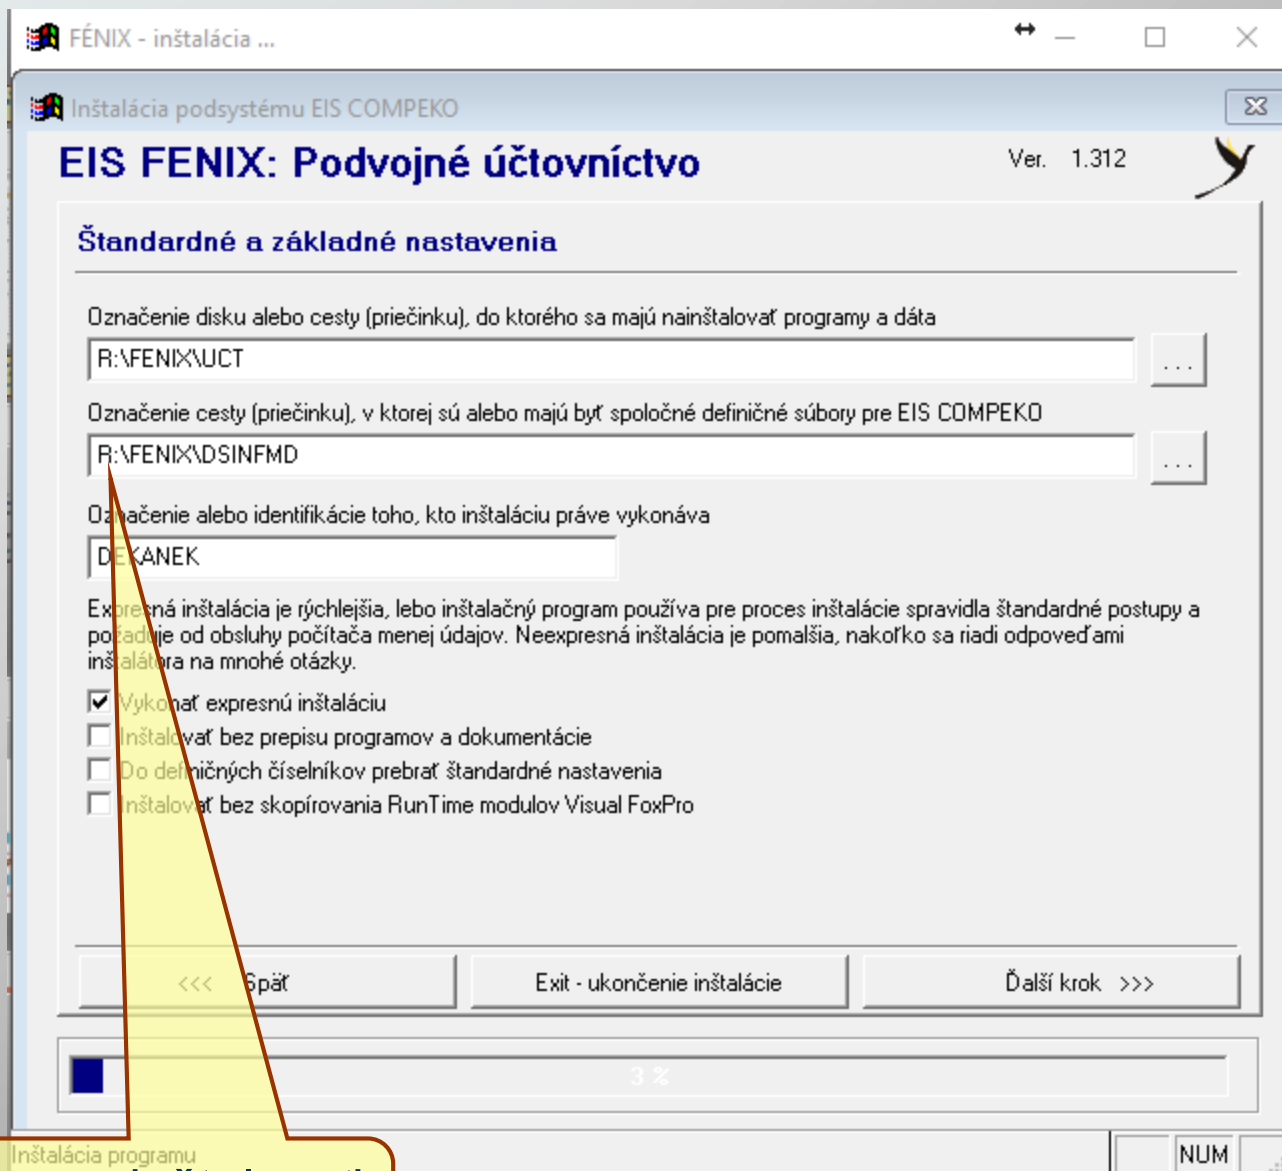 FÉNIX - inštalácia ...
Inštalácia podsystému EIS COMPEKO
EIS FENIX: Podvojné účtovníctvo
Ver. 1.312
Štandardné a základné nastavenia
Označenie disku alebo cesty (priečinku), do ktorého sa majú nainštalovať programy a dáta
R:\FENIX\UCT
...
Označenie cesty (priečinku), v ktorej sú alebo majú byť spoločné definičné súbory pre EIS COMPEKO
R:\FENIX\DSINFMD
...
Označenie alebo identifikácie toho, kto inštaláciu práve vykonáva
DEKANEK
Expresná inštalácia je rýchlejšia, lebo inštalačný program používa pre proces inštalácie spravidla štandardné postupy a
požaduje od obsluhy počítača menej údajov. Neexpresná inštalácia je pomalšia, nakoľko sa riadi odpoveďami
inštalátora na mnohé otázky.
Vykonať expresnú inštaláciu
Inštalovať bez prepisu programov a dokumentácie
Do definičných číselníkov prebrať štandardné nastavenia
Inštalovať bez skopírovania RunTime modulov Visual FoxPro
<<< Späť
Exit - ukončenie inštalácie
Ďalší krok >>>
3 %
Inštalácia programu
NUM